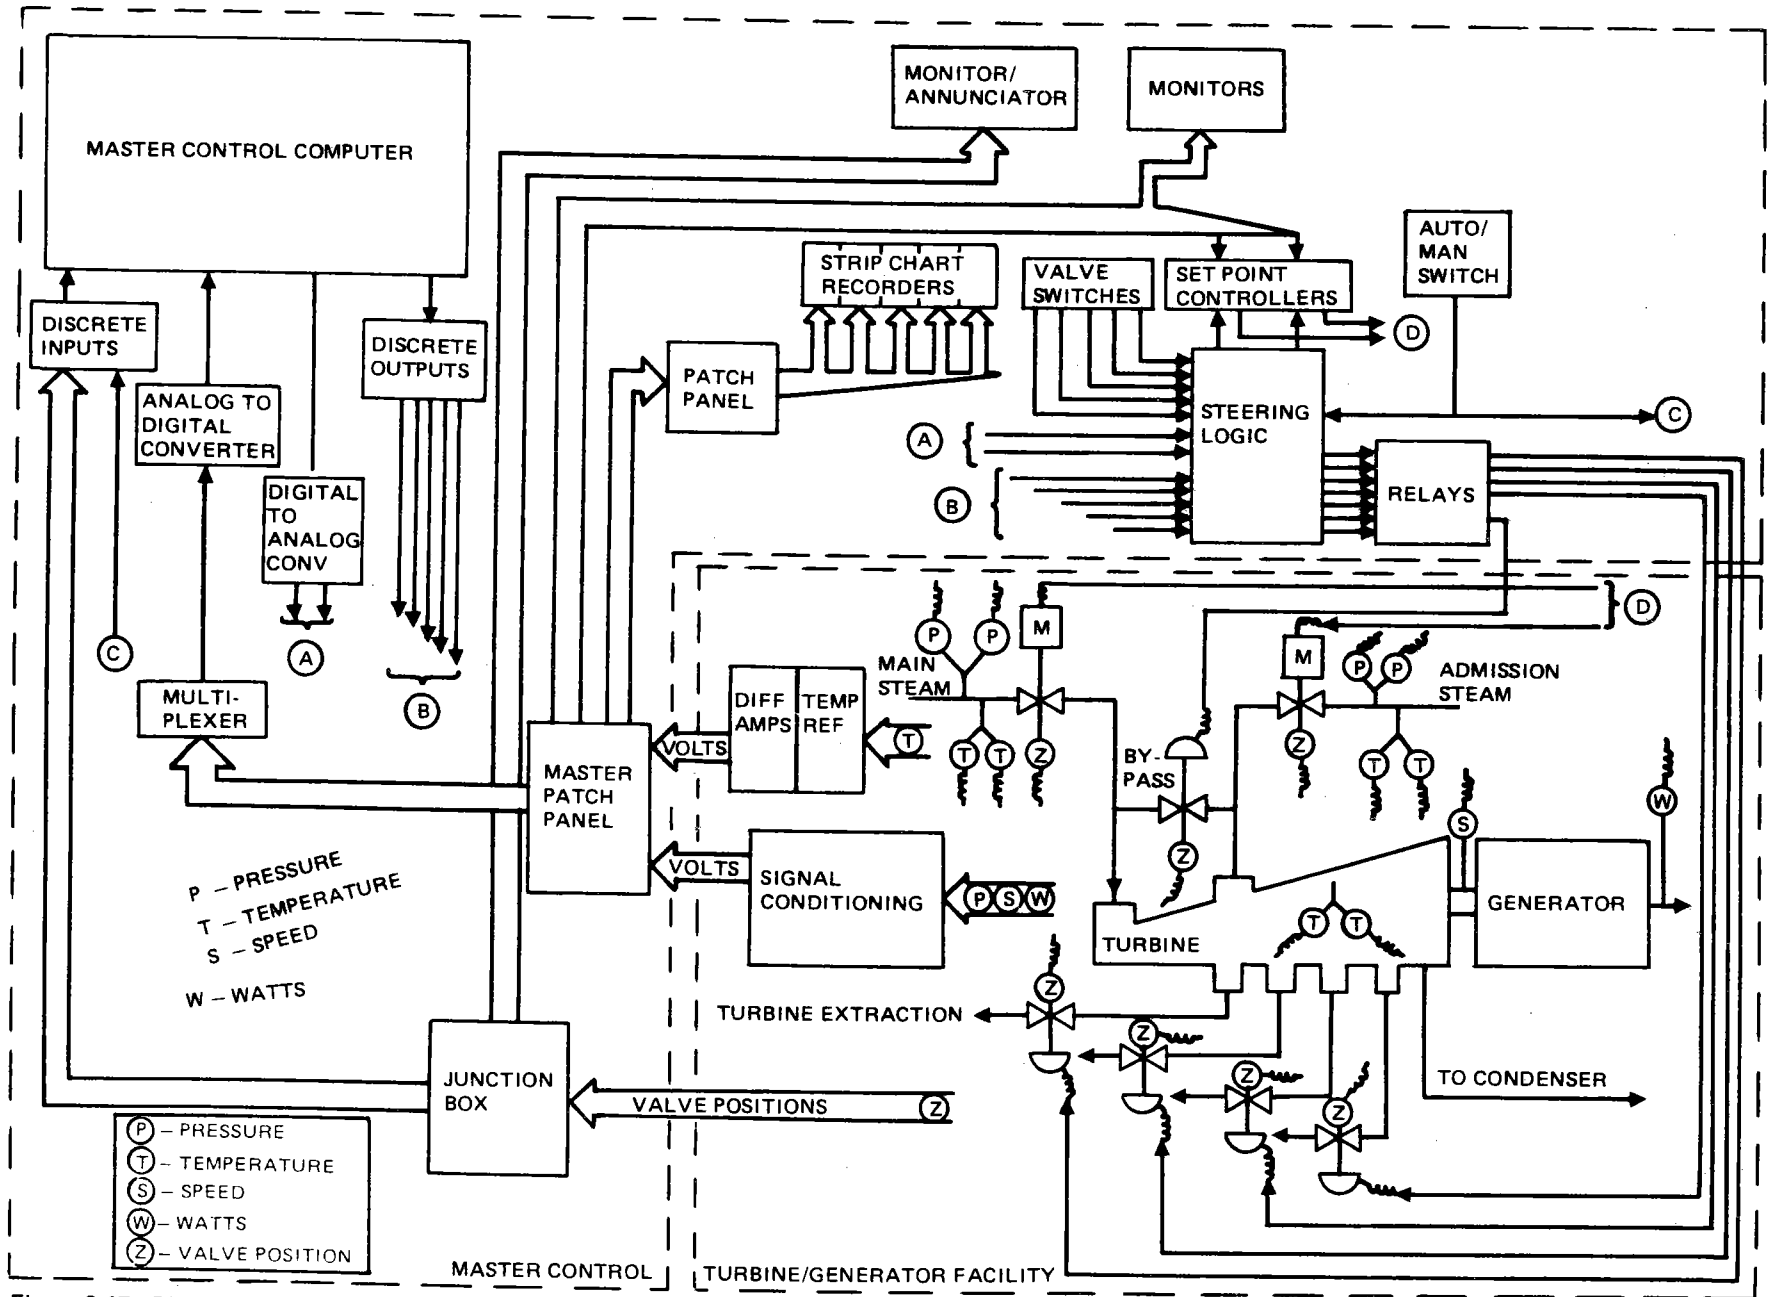 MASTER CONTROL COMPUTER
MONITOR/
ANNUNCIATOR
MONITORS
AUTO/
MAN
SWITCH
STRIP CHART
RECORDERS
VALVE
SWITCHES
SET POINT
CONTROLLERS
D
DISCRETE
INPUTS
DISCRETE
OUTPUTS
ANALOG TO
DIGITAL
CONVERTER
PATCH
PANEL
STEERING
LOGIC
C
A
B
RELAYS
DIGITAL
TO
ANALOG
CONV
C
A
B
MULTI-
PLEXER
MASTER
PATCH
PANEL
VOLTS
DIFF
AMPS
TEMP
REF
T
MAIN
STEAM
P
P
M
T
T
Z
BY-
PASS
Z
M
P
P
Z
T
T
ADMISSION
STEAM
D
S
W
VOLTS
SIGNAL
CONDITIONING
P S W
TURBINE
T
T
GENERATOR
P – PRESSURE
T – TEMPERATURE
S – SPEED
W – WATTS
TURBINE EXTRACTION
Z
Z
Z
Z
TO CONDENSER
JUNCTION
BOX
VALVE POSITIONS
Z
P – PRESSURE
T – TEMPERATURE
S – SPEED
W – WATTS
Z – VALVE POSITION
MASTER CONTROL
TURBINE/GENERATOR FACILITY